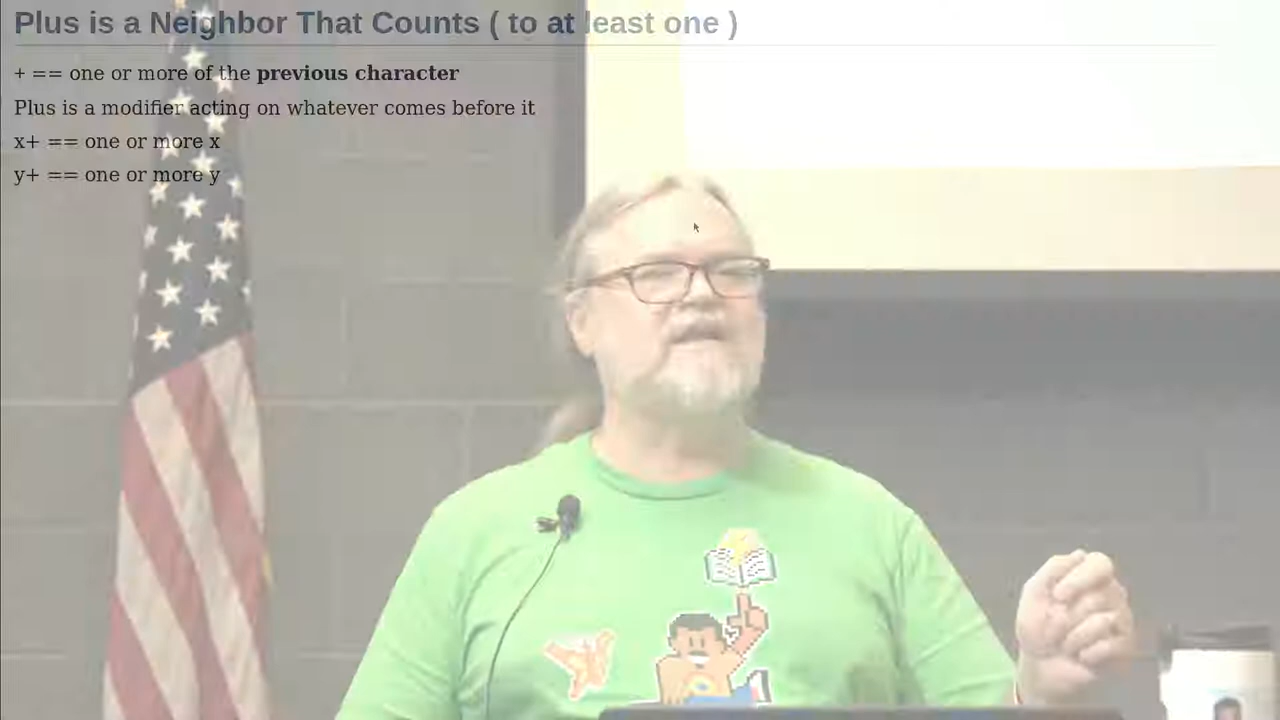 Plus is a Neighbor That Counts ( to at least one )
+ == one or more of the previous character
Plus is a modifier acting on whatever comes before it
x+ == one or more x
y+ == one or more y